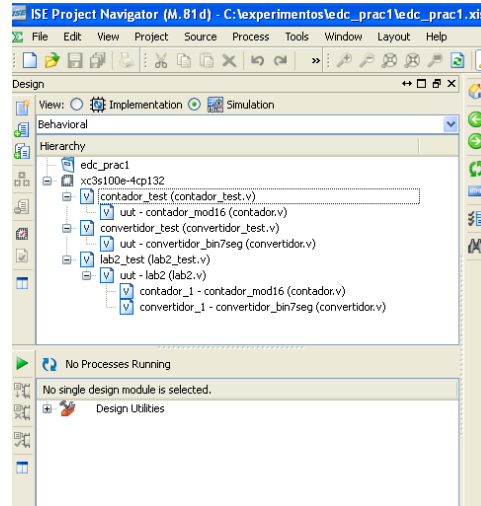 ISE Project Navigator (M.81d) - C:\experimentos\edc_prac1\edc_prac1.xis
File Edit View Project Source Process Tools Window Layout Help
»
Design
View: Implementation Simulation
Behavioral
Hierarchy
edc_prac1
xc3s100e-4cp132
contador_test (contador_test.v)
uut - contador_mod16 (contador.v)
convertidor_test (convertidor_test.v)
uut - convertidor_bin7seg (convertidor.v)
lab2_test (lab2_test.v)
uut - lab2 (lab2.v)
contador_1 - contador_mod16 (contador.v)
convertidor_1 - convertidor_bin7seg (convertidor.v)
No Processes Running
No single design module is selected.
Design Utilities